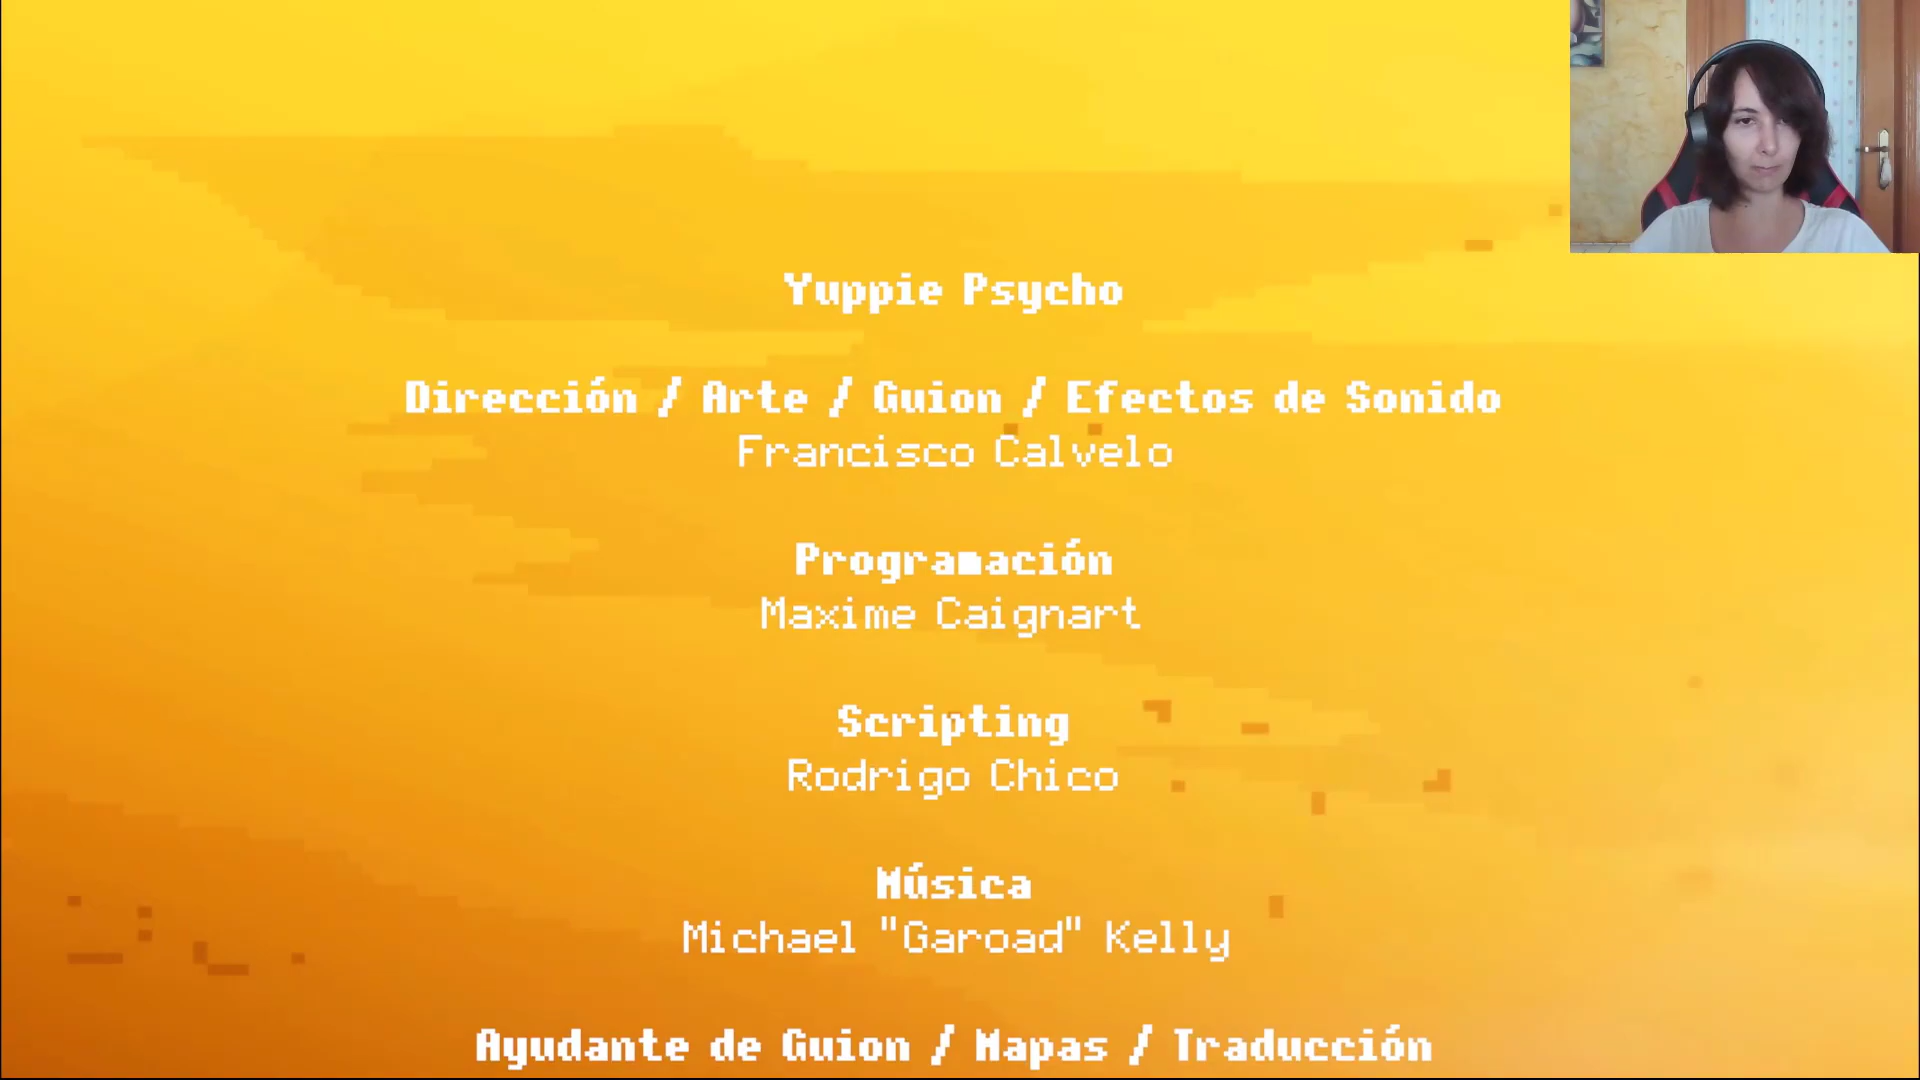 Yuppie Psycho
Dirección / Arte / Guion / Efectos de Sonido
Francisco Calvelo
Programación
Maxime Caignart
Scripting
Rodrigo Chico
Música
Michael "Garoad" Kelly
Ayudante de Guion / Mapas / Traducción